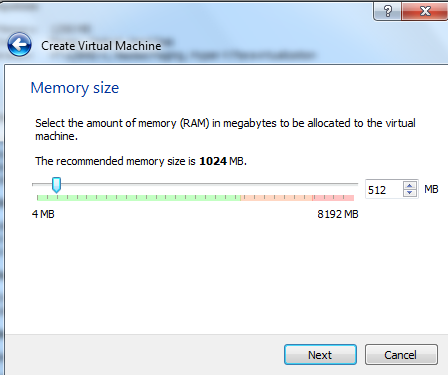 Create Virtual Machine
Memory size
Select the amount of memory (RAM) in megabytes to be allocated to the virtual
machine.
The recommended memory size is 1024 MB.
512 MB
4 MB 8192 MB
Next Cancel